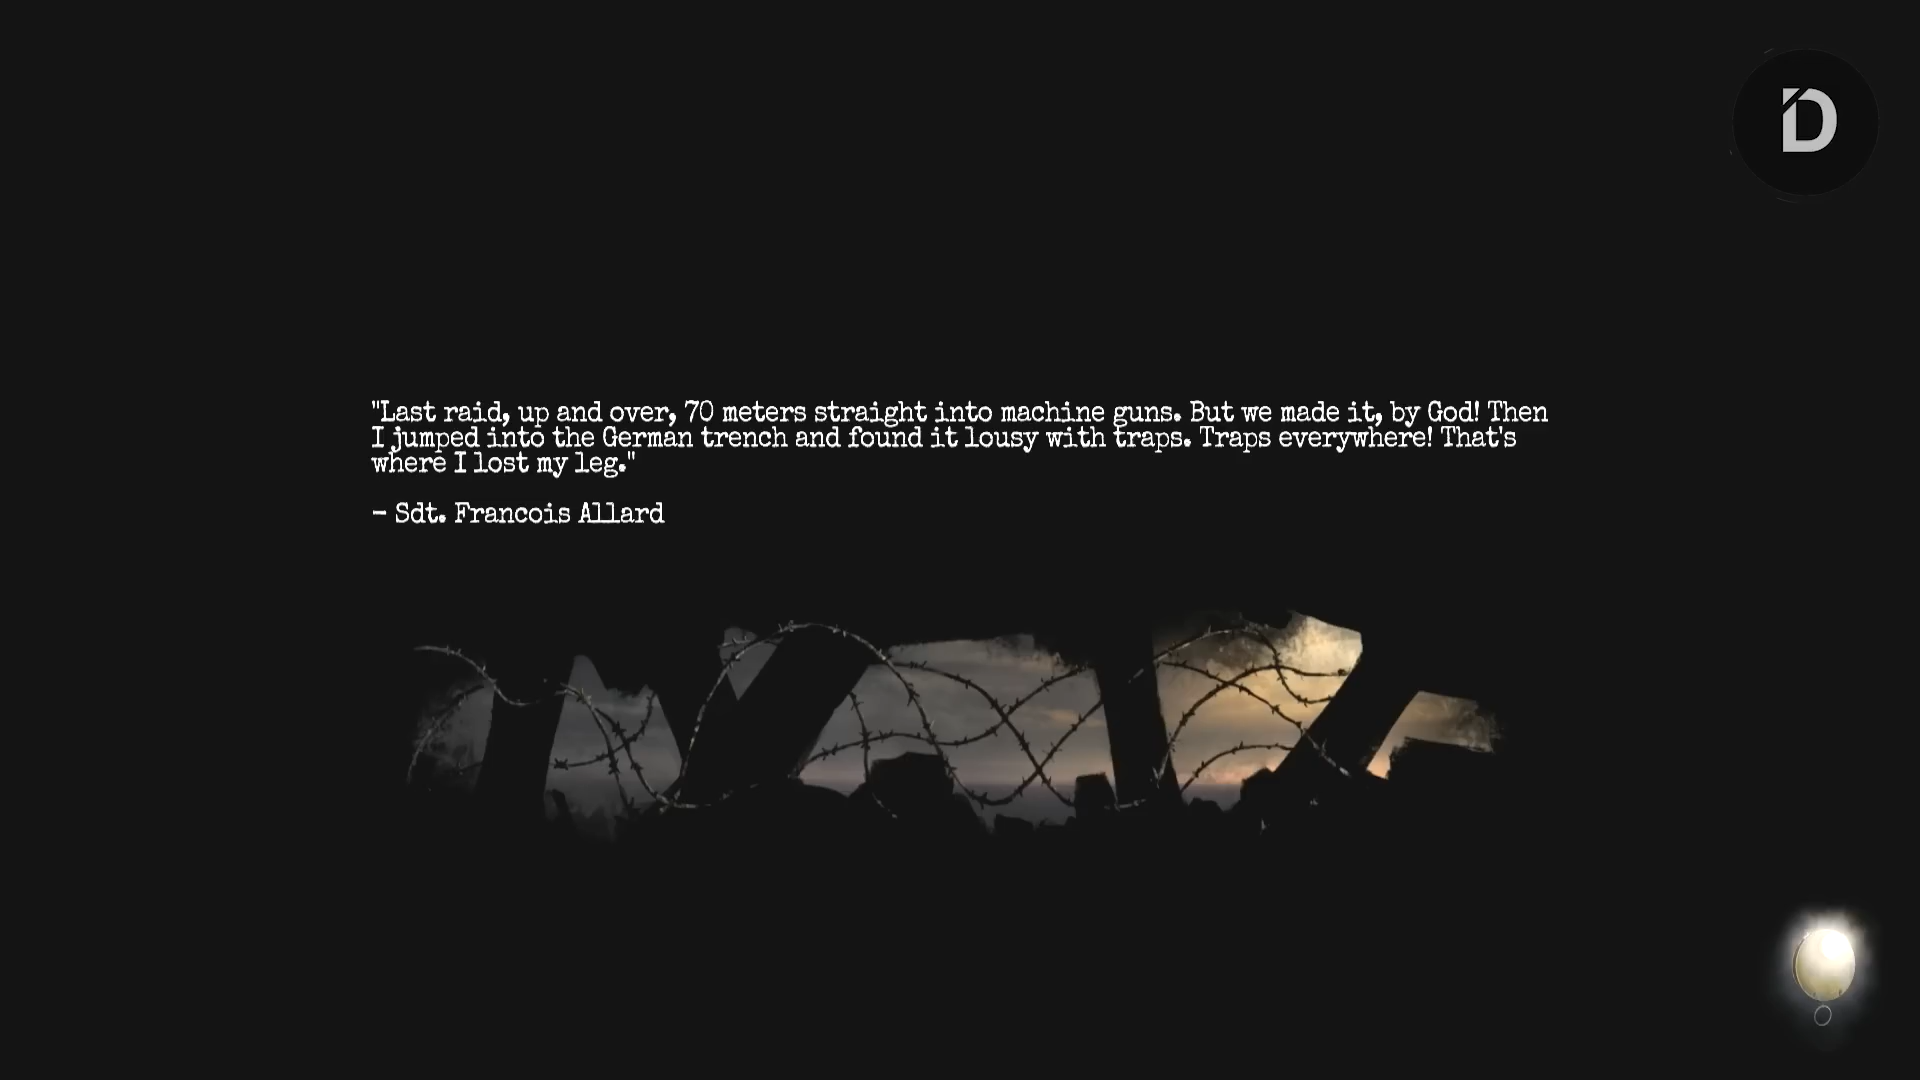 "Last raid, up and over, 70 meters straight into machine guns. But we made it, by God! Then
I jumped into the German trench and found it lousy with traps. Traps everywhere! That's
where I lost my leg."
- Sdt. Francois Allard
D